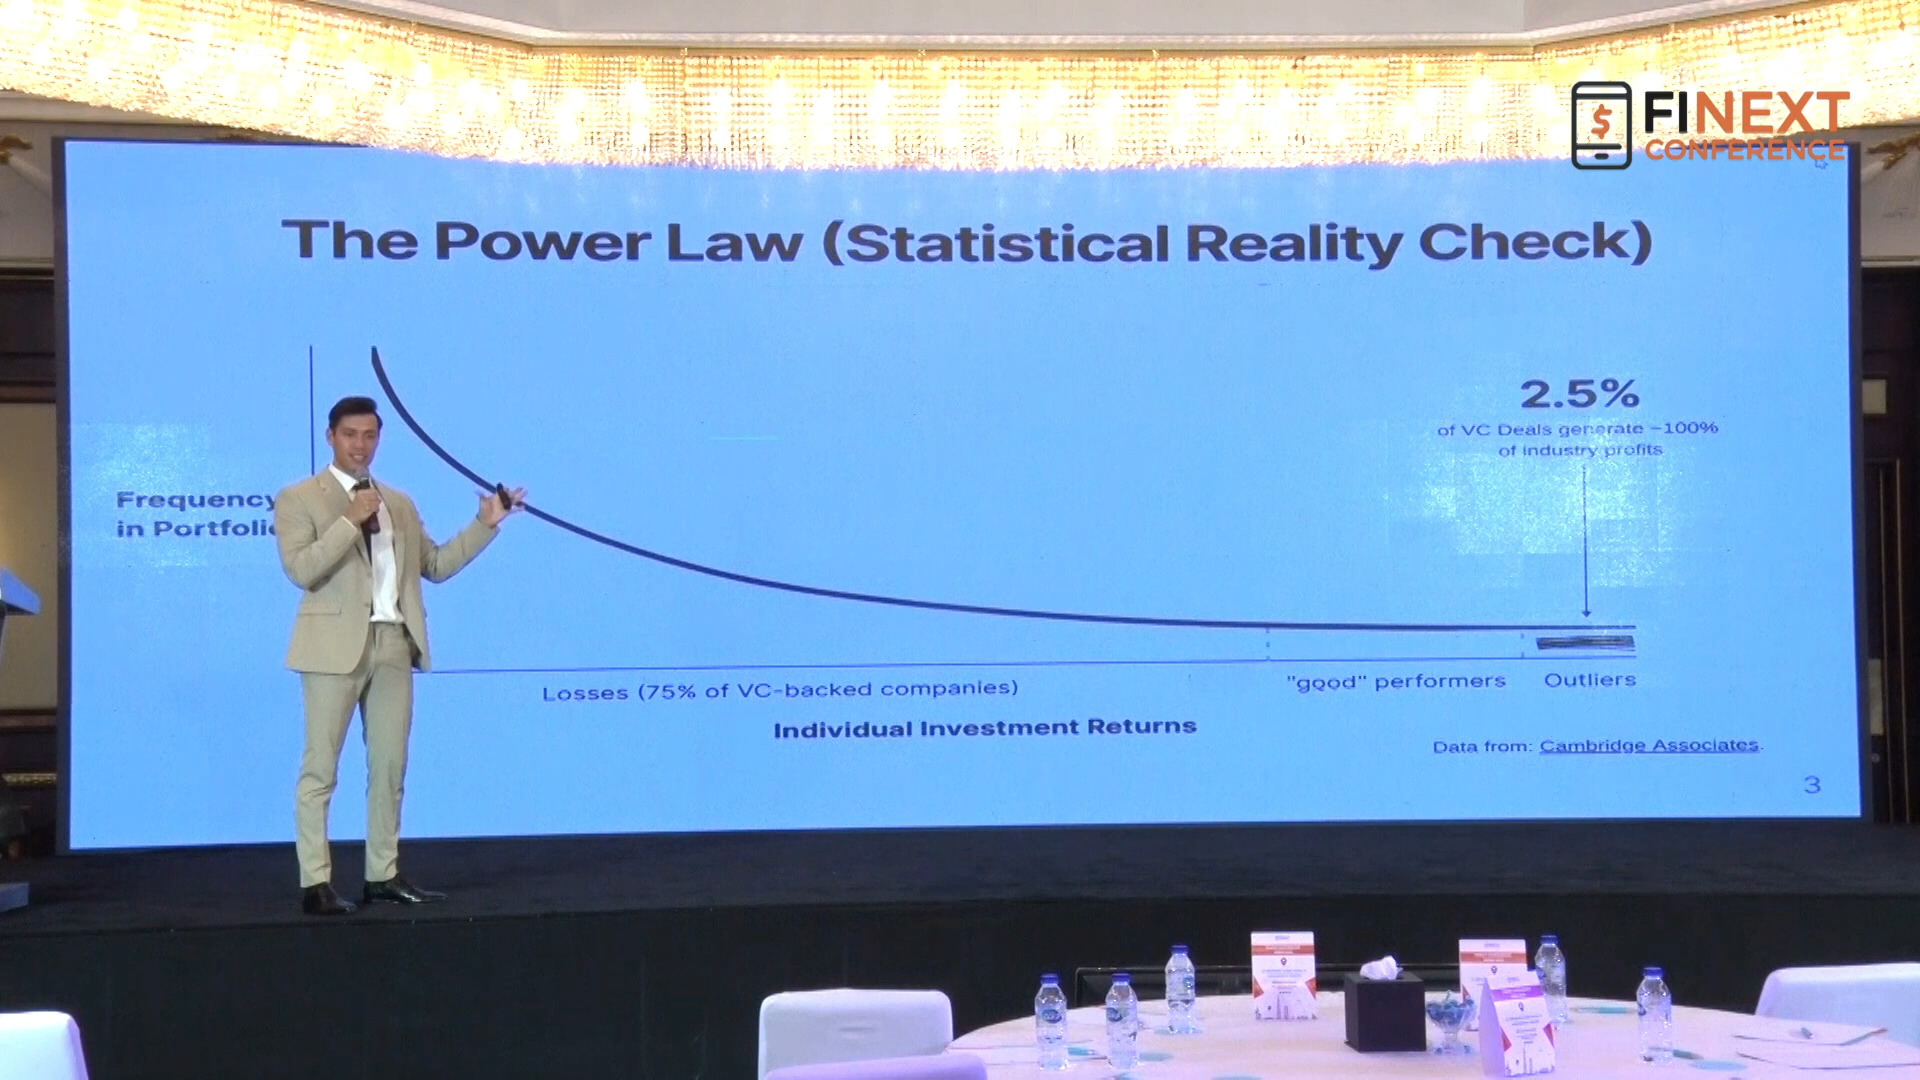 FINEXT
CONFERENCE
The Power Law (Statistical Reality Check)
2.5%
of VC Deals generate ~100%
of industry profits
Frequency
in Portfolio
Losses (75% of VC-backed companies)
"good" performers
Outliers
Individual Investment Returns
Data from: Cambridge Associates.
3